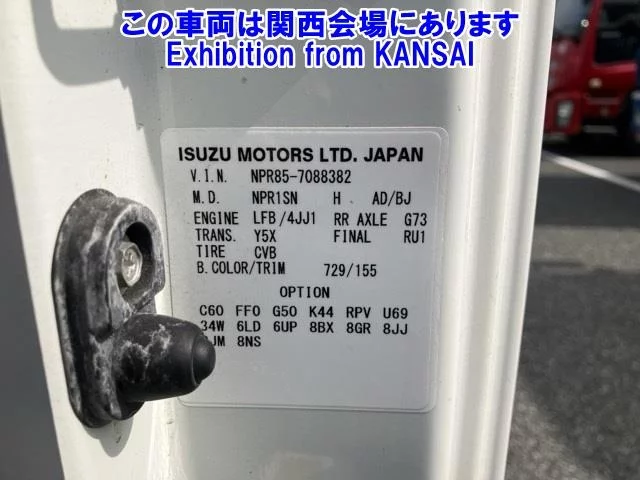 この車両は関西会場にあります
Exhibition from KANSAI
ISUZU MOTORS LTD. JAPAN
V.I.N. NPR85-7088382
M.D. NPR1SN H AD/BJ
ENGINE LFB/4JJ1 RR AXLE G73
TRANS. Y5X FINAL RU1
TIRE CVB
B.COLOR/TRIM 729/155
OPTION
C60 FF0 G50 K44 RPV U69
34W 6LD 6UP 8BX 8GR 8JJ
8NS